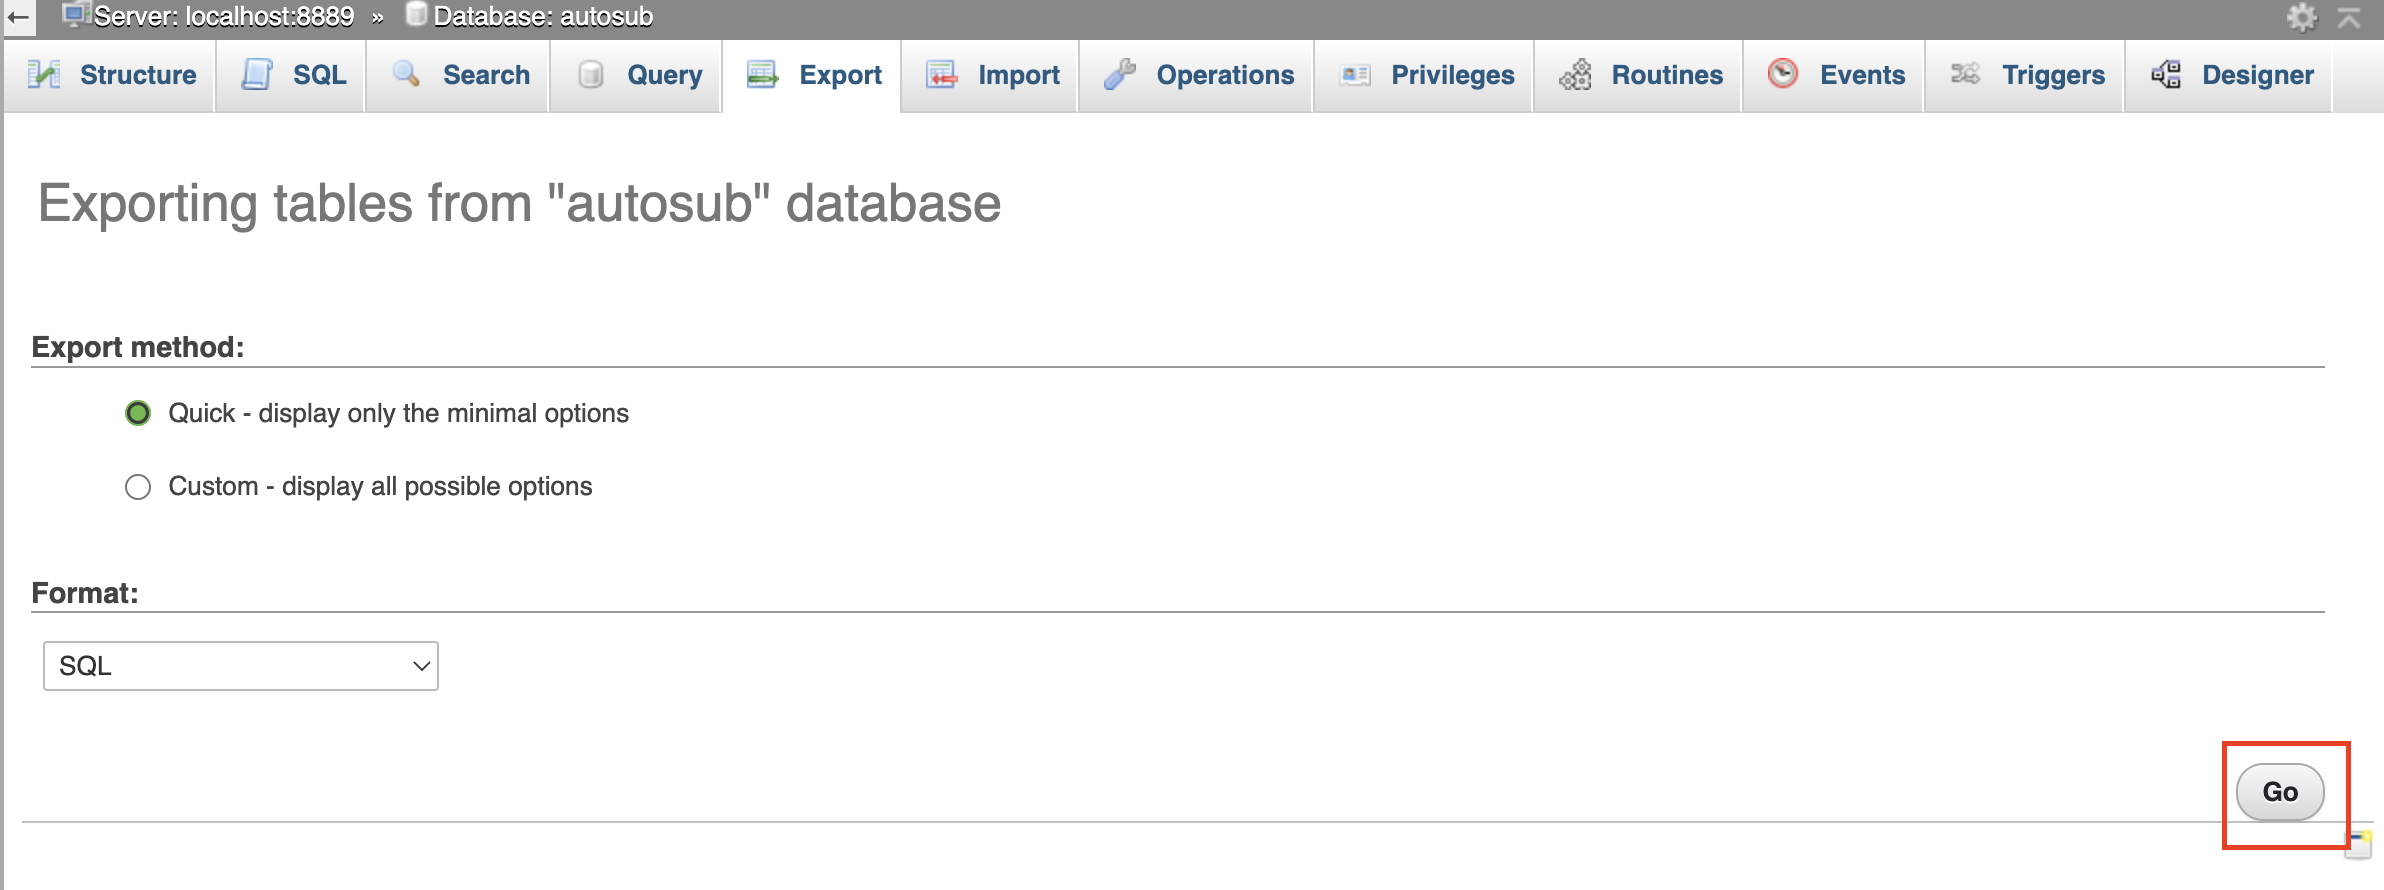 Server: localhost:8889 » Database: autosub
Structure SQL Search Query Export Import Operations Privileges Routines Events Triggers Designer
Exporting tables from "autosub" database
Export method:
Quick - display only the minimal options
Custom - display all possible options
Format:
SQL
Go